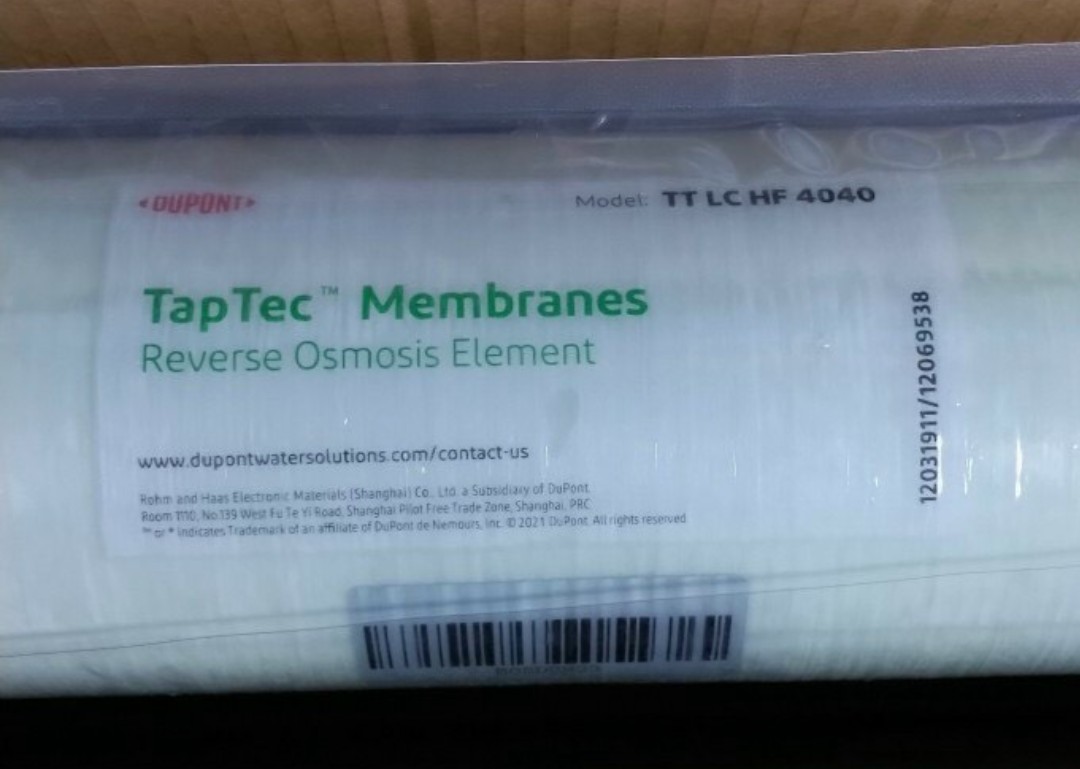 DUPONT
Model: TT LC HF 4040
TapTec™ Membranes
Reverse Osmosis Element
12031911/12069538
www.dupontwatersolutions.com/contact-us
Rohm and Haas Electronic Materials (Shanghai) Co., Ltd. a Subsidiary of DuPont
Room 1110, No.139 West Fu Te Yi Road, Shanghai Pilot Free Trade Zone, Shanghai, PRC
™ or * Indicates Trademark of an affiliate of DuPont de Nemours, Inc. © 2021 DuPont. All rights reserved